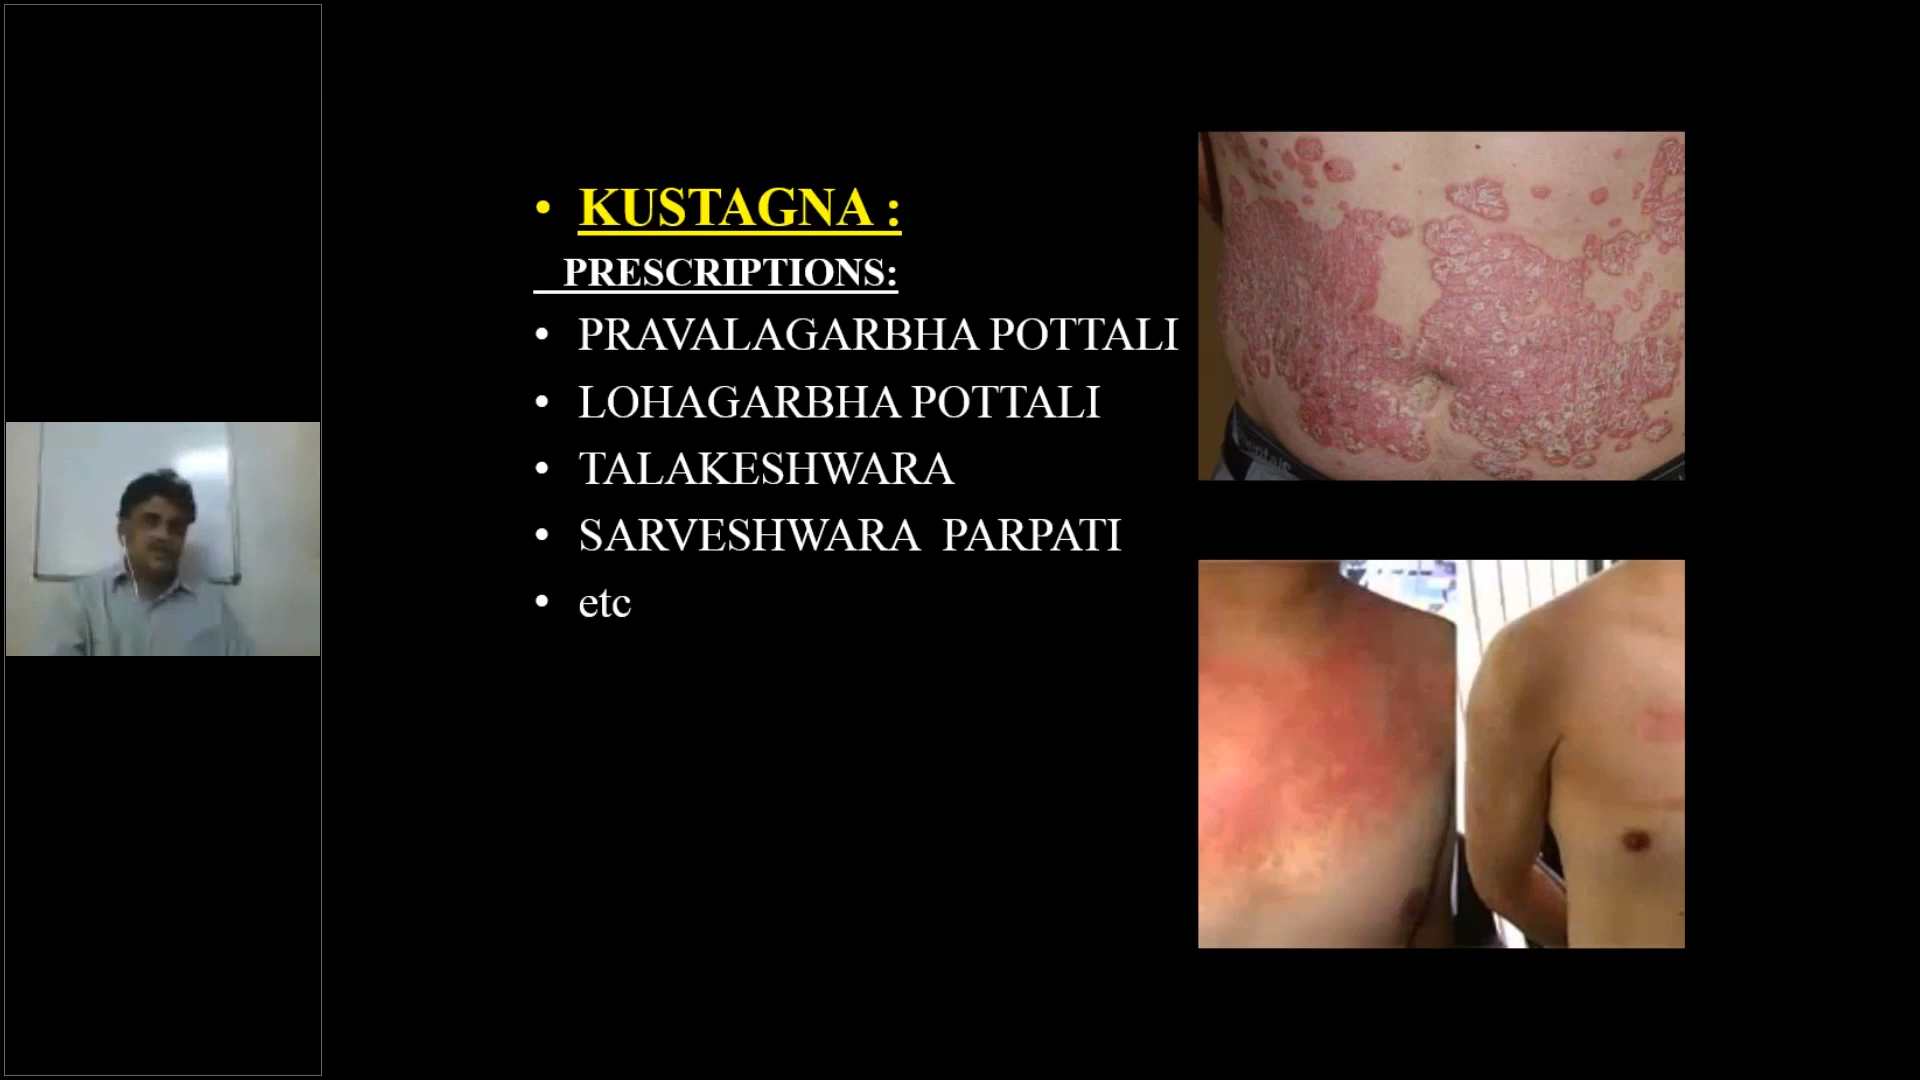 • KUSTAGNA :
PRESCRIPTIONS:
• PRAVALAGARBHA POTTALI
• LOHAGARBHA POTTALI
• TALAKESHWARA
• SARVESHWARA PARPATI
• etc